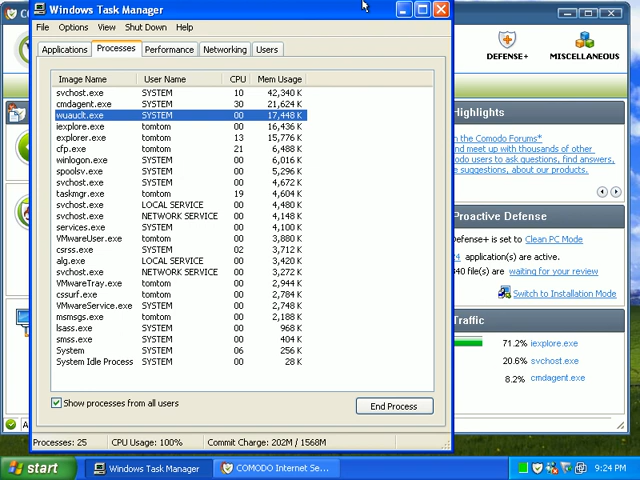 Windows Task Manager
File Options View Shut Down Help
Applications Processes Performance Networking Users
Image Name User Name CPU Mem Usage
svchost.exe SYSTEM 10 42,340 K
cmdagent.exe SYSTEM 30 21,624 K
wuauclt.exe SYSTEM 00 17,448 K
iexplore.exe tomtom 00 16,436 K
explorer.exe tomtom 13 15,776 K
cfp.exe tomtom 21 6,488 K
winlogon.exe SYSTEM 00 6,016 K
spoolsv.exe SYSTEM 00 5,296 K
svchost.exe SYSTEM 00 4,672 K
taskmgr.exe tomtom 19 4,604 K
svchost.exe LOCAL SERVICE 00 4,480 K
svchost.exe NETWORK SERVICE 00 4,148 K
services.exe SYSTEM 00 4,100 K
VMwareUser.exe tomtom 00 3,880 K
csrss.exe SYSTEM 02 3,712 K
alg.exe LOCAL SERVICE 00 3,420 K
svchost.exe NETWORK SERVICE 00 3,272 K
VMwareTray.exe tomtom 00 2,944 K
cssurf.exe tomtom 00 2,784 K
VMwareService.exe SYSTEM 00 2,748 K
msmsgs.exe tomtom 00 2,188 K
lsass.exe SYSTEM 00 968 K
smss.exe SYSTEM 00 404 K
System SYSTEM 06 256 K
System Idle Process SYSTEM 00 28 K
Show processes from all users
End Process
Processes: 25 CPU Usage: 100% Commit Charge: 202M / 1568M
DEFENSE+ MISCELLANEOUS
Highlights
n the Comodo Forums*
nd meet up with thousands of other
odo users to ask questions, find answers,
e suggestions, about our products.
Proactive Defense
Defense+ is set to Clean PC Mode
24 application(s) are active.
340 file(s) are waiting for your review
Switch to Installation Mode
Traffic
71.2% iexplore.exe
20.6% svchost.exe
8.2% cmdagent.exe
start Windows Task Manager COMODO Internet Se... 9:24 PM